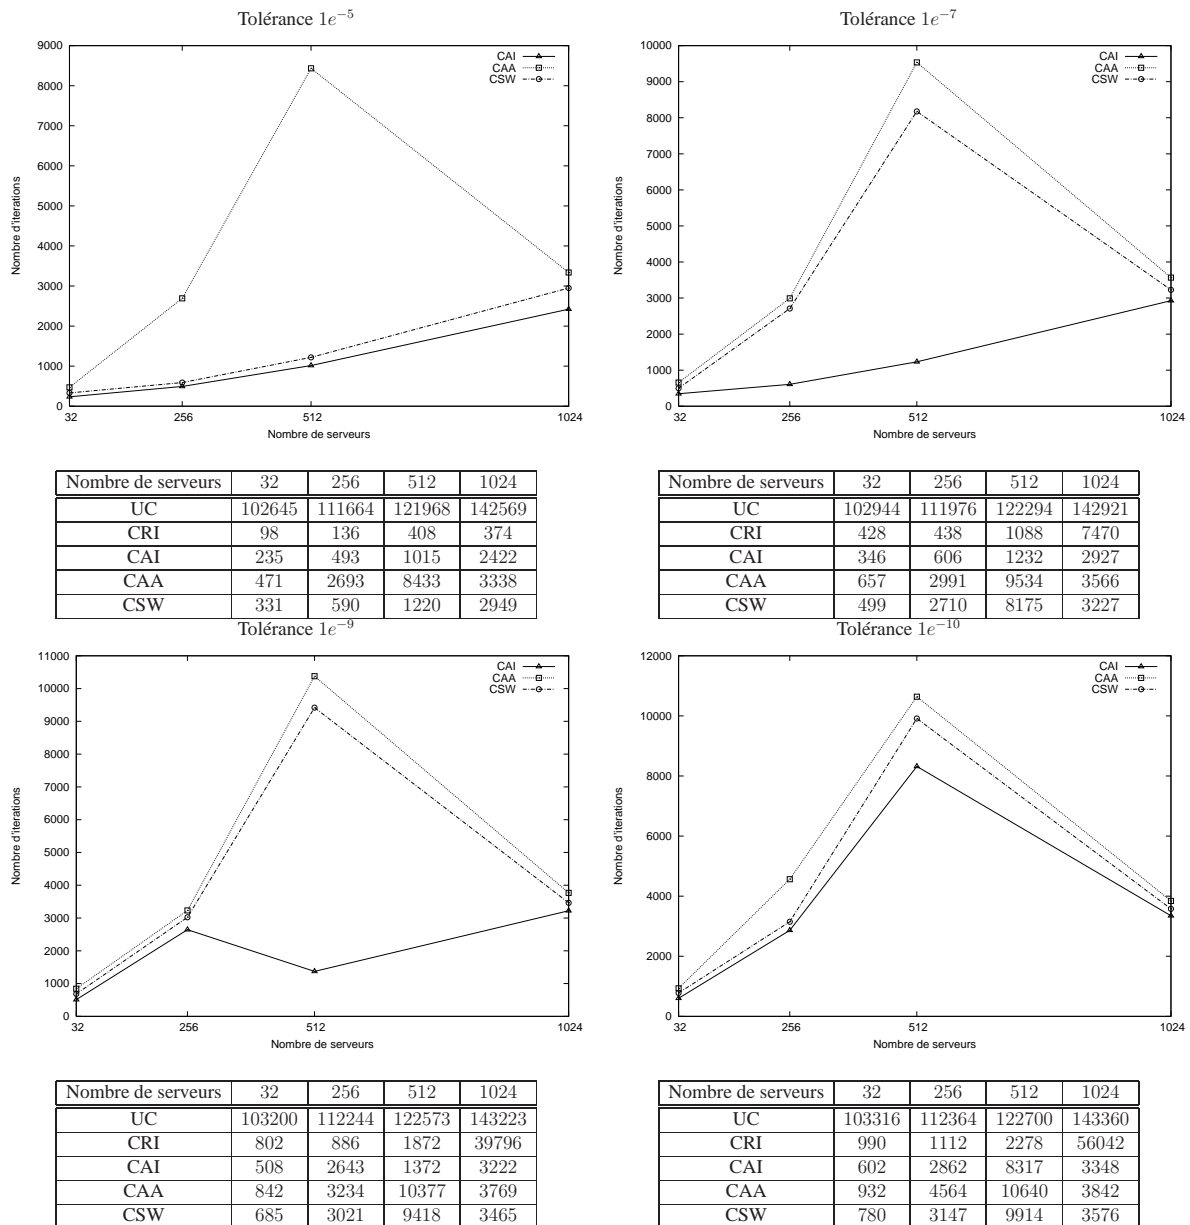 Tolérance 1e⁻⁵
9000
8000
7000
6000
5000
4000
3000
2000
1000
0
Nombre d'iterations
CAI
CAA
CSW
32 256 512 1024
Nombre de serveurs
Nombre de serveurs 32 256 512 1024
UC 102645 111664 121968 142569
CRI 98 136 408 374
CAI 235 493 1015 2422
CAA 471 2693 8433 3338
CSW 331 590 1220 2949
Tolérance 1e⁻⁷
10000
9000
8000
7000
6000
5000
4000
3000
2000
1000
0
Nombre d'iterations
CAI
CAA
CSW
32 256 512 1024
Nombre de serveurs
Nombre de serveurs 32 256 512 1024
UC 102944 111976 122294 142921
CRI 428 438 1088 7470
CAI 346 606 1232 2927
CAA 657 2991 9534 3566
CSW 499 2710 8175 3227
Tolérance 1e⁻⁹
11000
10000
9000
8000
7000
6000
5000
4000
3000
2000
1000
0
Nombre d'iterations
CAI
CAA
CSW
32 256 512 1024
Nombre de serveurs
Nombre de serveurs 32 256 512 1024
UC 103200 112244 122573 143223
CRI 802 886 1872 39796
CAI 508 2643 1372 3222
CAA 842 3234 10377 3769
CSW 685 3021 9418 3465
Tolérance 1e⁻¹⁰
12000
10000
8000
6000
4000
2000
0
Nombre d'iterations
CAI
CAA
CSW
32 256 512 1024
Nombre de serveurs
Nombre de serveurs 32 256 512 1024
UC 103316 112364 122700 143360
CRI 990 1112 2278 56042
CAI 602 2862 8317 3348
CAA 932 4564 10640 3842
CSW 780 3147 9914 3576